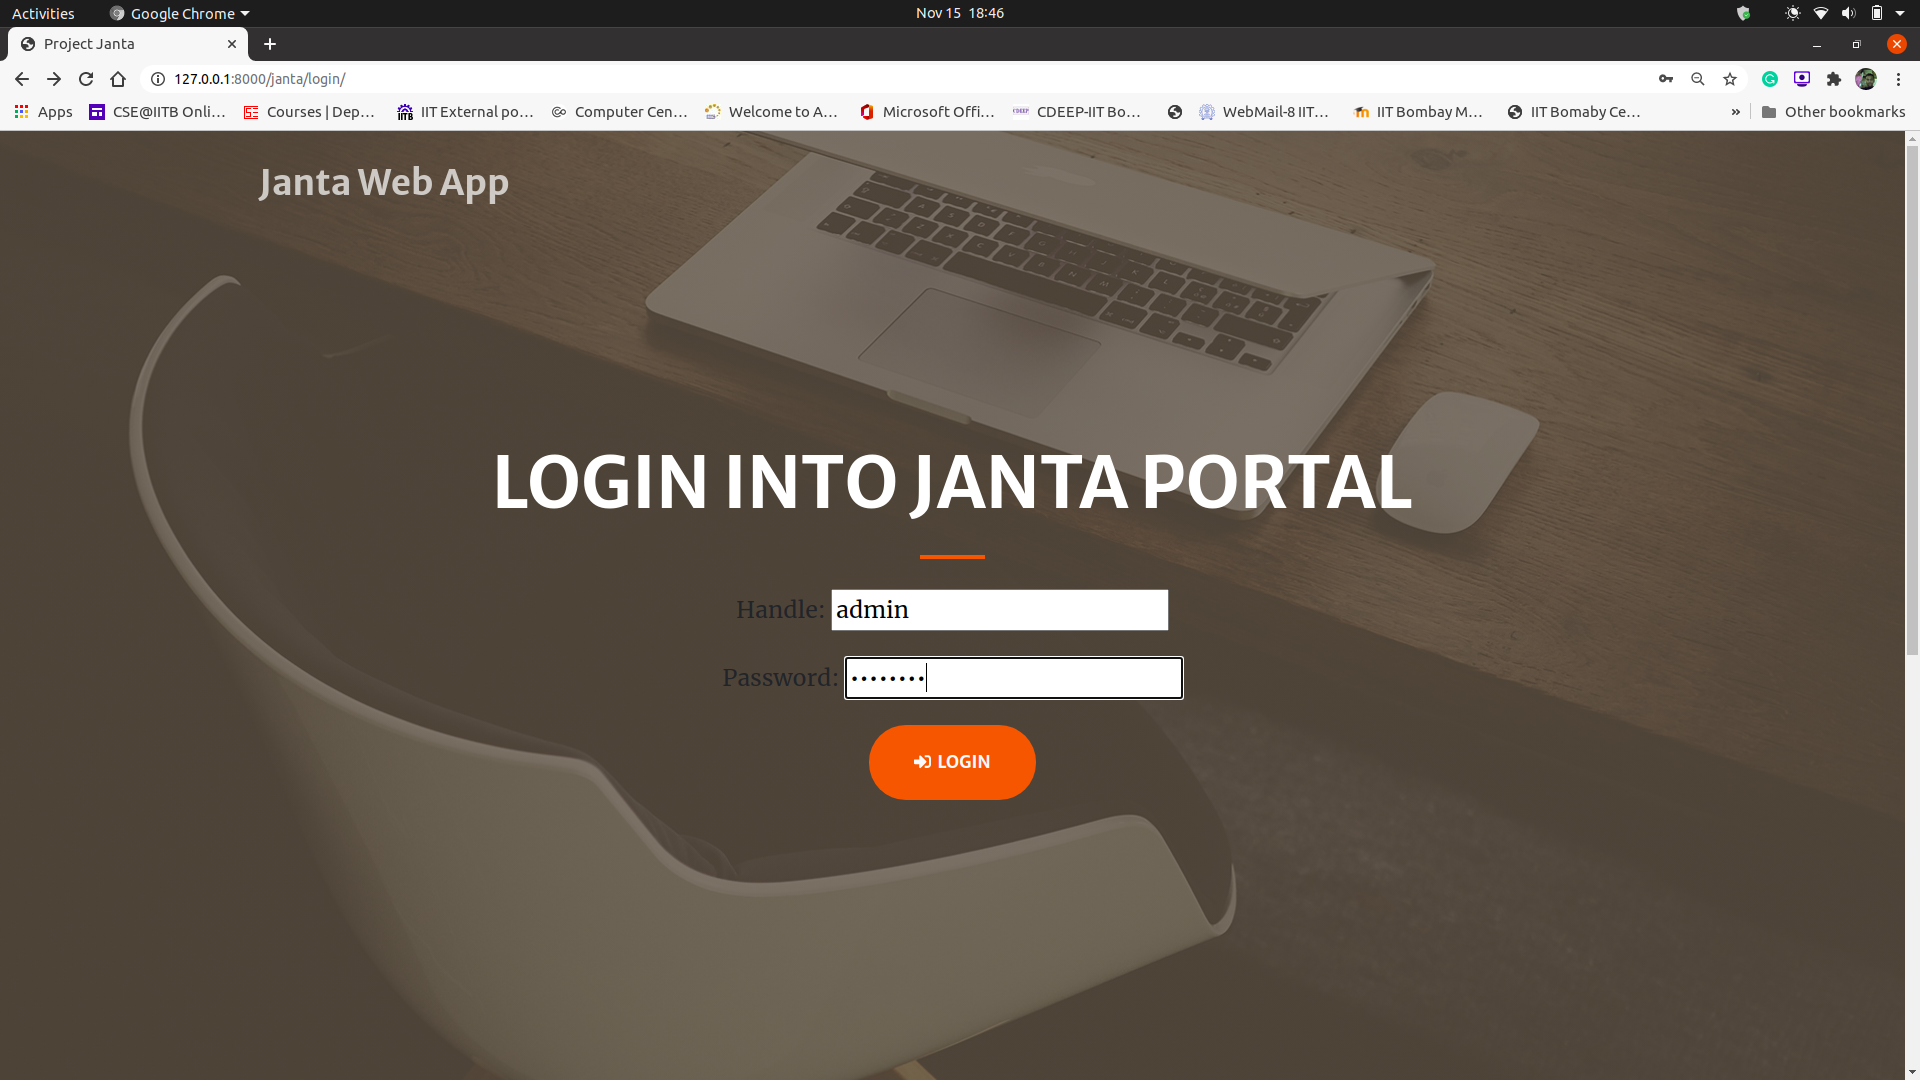 Activities Google Chrome Nov 15 18:46
Project Janta
127.0.0.1:8000/janta/login/
Apps CSE@IITB Onli... Courses | Dep... IIT External po... Computer Cen... Welcome to A... Microsoft Offi... CDEEP-IIT Bo... WebMail-8 IIT... IIT Bombay M... IIT Bomaby Ce... » Other bookmarks
Janta Web App
LOGIN INTO JANTA PORTAL
Handle: admin
Password: ••••••••
LOGIN